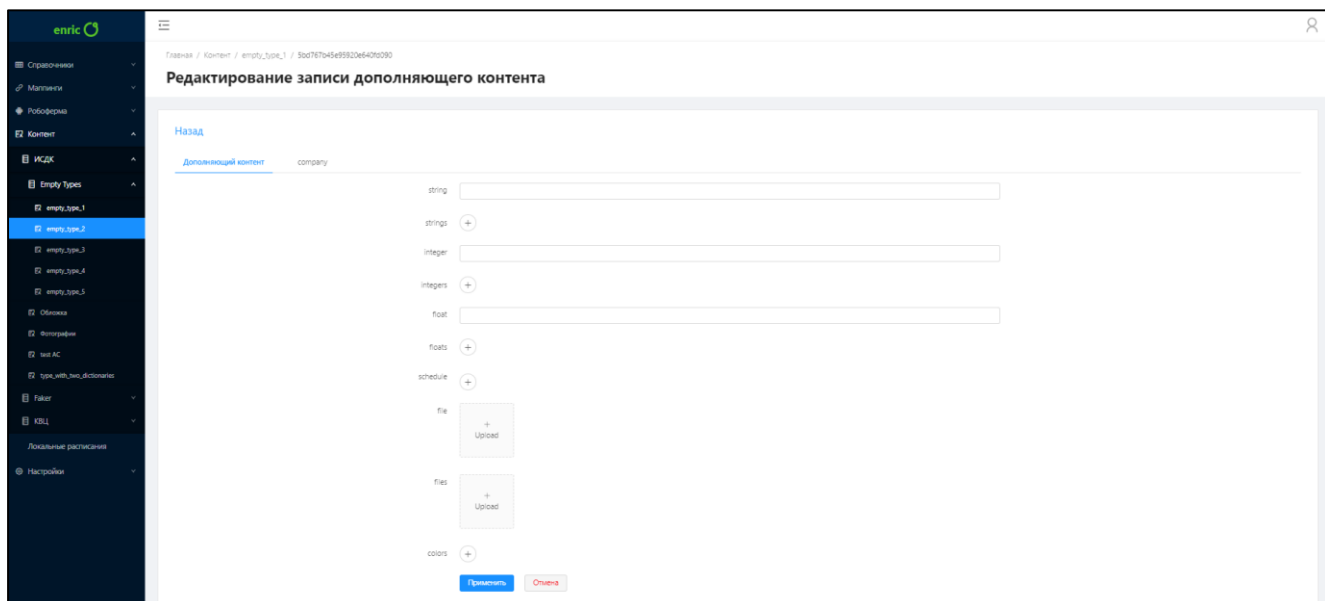 enric
Справочники
Маппинги
Робоферма
Контент
ИСДК
Empty Types
empty_type_1
empty_type_2
empty_type_3
empty_type_4
empty_type_5
Обложка
Фотографии
test AC
type_with_two_dictionaries
Faker
КВЦ
Локальные расписания
Настройки
Главная / Контент / empty_type_1 / 5bd767b45e95920e640fd090
Редактирование записи дополняющего контента
Назад
Дополняющий контент company
string
strings +
integer
integers +
float
floats +
schedule +
file
+
Upload
files
+
Upload
colors +
Применить Отмена